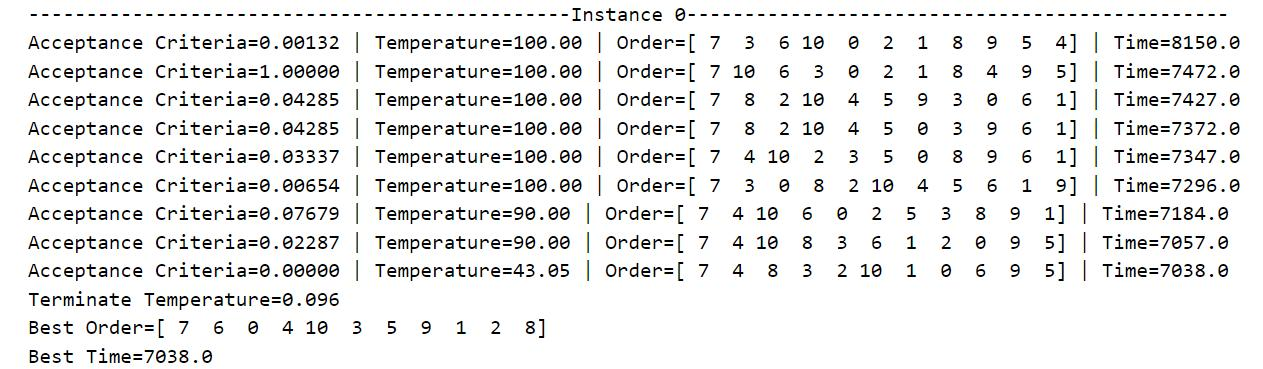 -----------------------------------------------Instance 0-----------------------------------------------
Acceptance Criteria=0.00132 | Temperature=100.00 | Order=[ 7  3  6 10  0  2  1  8  9  5  4] | Time=8150.0
Acceptance Criteria=1.00000 | Temperature=100.00 | Order=[ 7 10  6  3  0  2  1  8  4  9  5] | Time=7472.0
Acceptance Criteria=0.04285 | Temperature=100.00 | Order=[ 7  8  2 10  4  5  9  3  0  6  1] | Time=7427.0
Acceptance Criteria=0.04285 | Temperature=100.00 | Order=[ 7  8  2 10  4  5  0  3  9  6  1] | Time=7372.0
Acceptance Criteria=0.03337 | Temperature=100.00 | Order=[ 7  4 10  2  3  5  0  8  9  6  1] | Time=7347.0
Acceptance Criteria=0.00654 | Temperature=100.00 | Order=[ 7  3  0  8  2 10  4  5  6  1  9] | Time=7296.0
Acceptance Criteria=0.07679 | Temperature=90.00 | Order=[ 7  4 10  6  0  2  5  3  8  9  1] | Time=7184.0
Acceptance Criteria=0.02287 | Temperature=90.00 | Order=[ 7  4 10  8  3  6  1  2  0  9  5] | Time=7057.0
Acceptance Criteria=0.00000 | Temperature=43.05 | Order=[ 7  4  8  3  2 10  1  0  6  9  5] | Time=7038.0
Terminate Temperature=0.096
Best Order=[ 7  6  0  4 10  3  5  9  1  2  8]
Best Time=7038.0